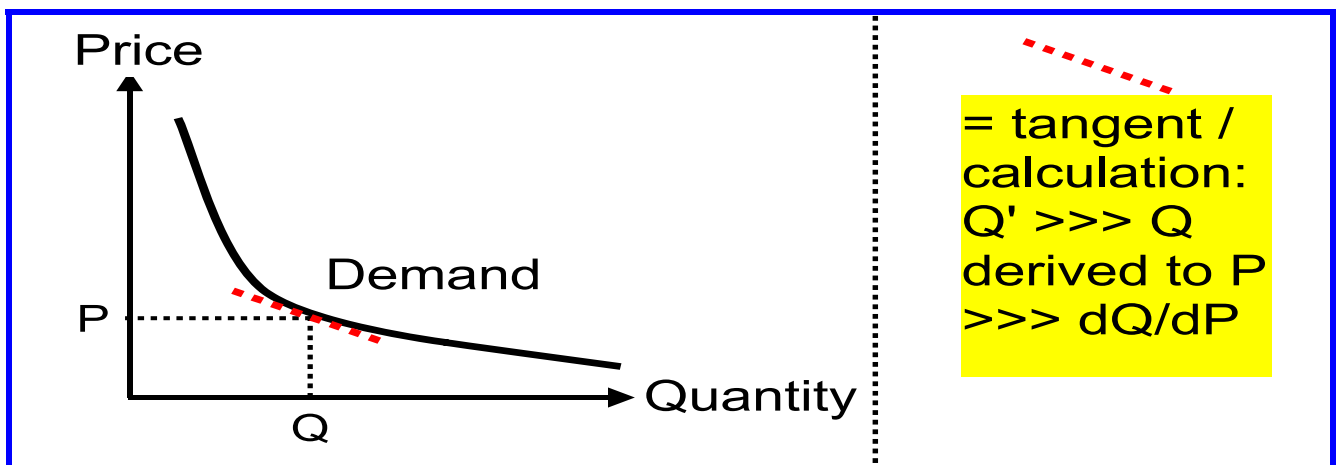 Price
Demand
P
Quantity
Q
= tangent /
calculation:
Q' >>> Q
derived to P
>>> dQ/dP